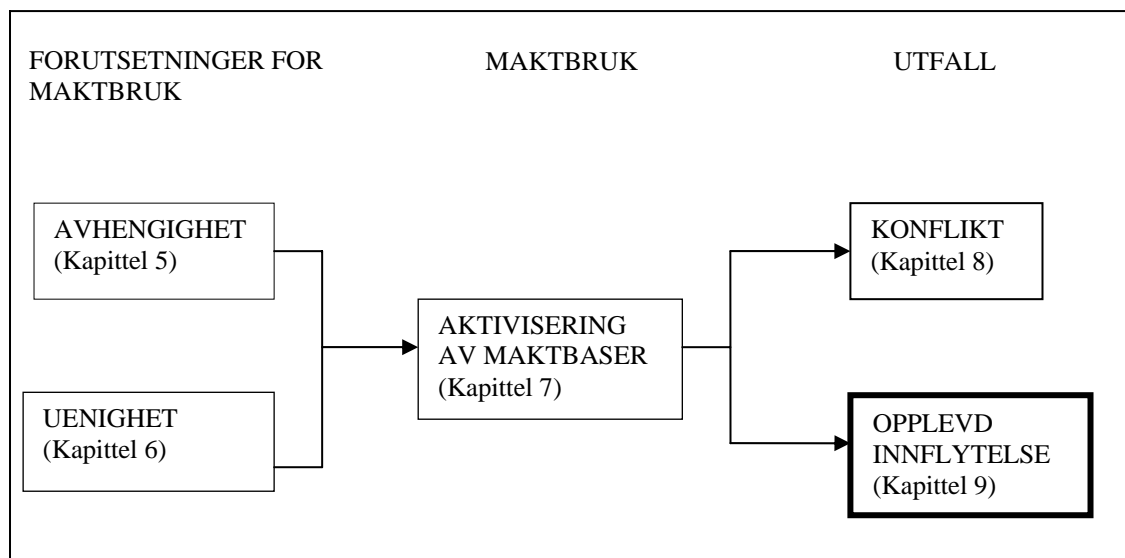 FORUTSETNINGER FOR
MAKTBRUK
MAKTBRUK
UTFALL
AVHENGIGHET
(Kapittel 5)
UENIGHET
(Kapittel 6)
AKTIVISERING
AV MAKTBASER
(Kapittel 7)
KONFLIKT
(Kapittel 8)
OPPLEVD
INNFLYTELSE
(Kapittel 9)